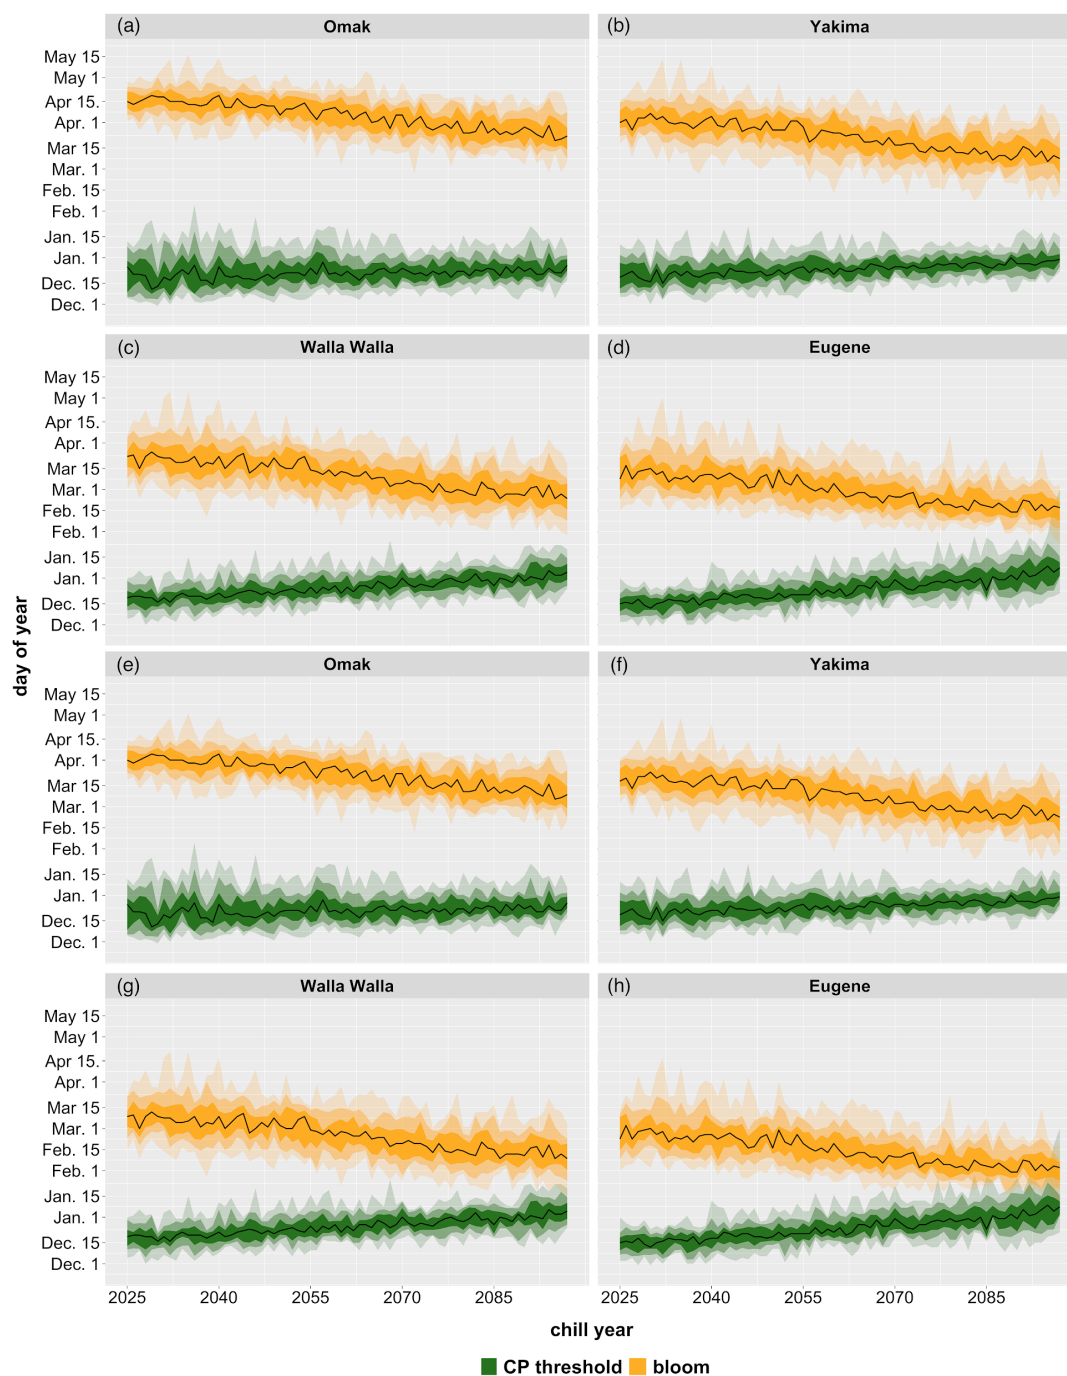 (a) Omak
(b) Yakima
May 15
May 1
Apr 15.
Apr. 1
Mar 15
Mar. 1
Feb. 15
Feb. 1
Jan. 15
Jan. 1
Dec. 15
Dec. 1
(c) Walla Walla
(d) Eugene
May 15
May 1
Apr 15.
Apr. 1
Mar 15
Mar. 1
Feb. 15
Feb. 1
Jan. 15
Jan. 1
Dec. 15
Dec. 1
day of year
(e) Omak
(f) Yakima
May 15
May 1
Apr 15.
Apr. 1
Mar 15
Mar. 1
Feb. 15
Feb. 1
Jan. 15
Jan. 1
Dec. 15
Dec. 1
(g) Walla Walla
(h) Eugene
May 15
May 1
Apr 15.
Apr. 1
Mar 15
Mar. 1
Feb. 15
Feb. 1
Jan. 15
Jan. 1
Dec. 15
Dec. 1
2025 2040 2055 2070 2085
2025 2040 2055 2070 2085
chill year
CP threshold bloom